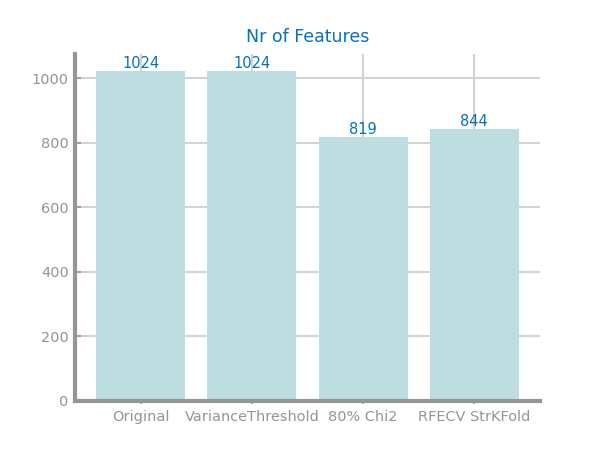 Nr of Features
1024
1024
819
844
1000
800
600
400
200
0
Original
VarianceThreshold
80% Chi2
RFECV StrKFold